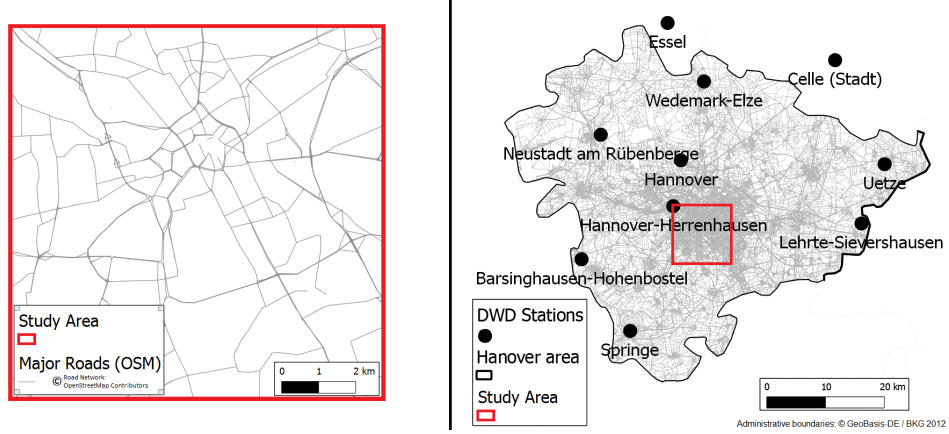 Study Area
Major Roads (OSM)
© Road Network:
OpenStreetMap Contributors
0 1 2 km
Essel
Celle (Stadt)
Wedemark-Elze
Neustadt am Rübenberge
Hannover
Uetze
Hannover-Herrenhausen
Lehrte-Sievershausen
Barsinghausen-Hohenbostel
Springe
DWD Stations
Hanover area
Study Area
0 10 20 km
Administrative boundaries: © GeoBasis-DE / BKG 2012